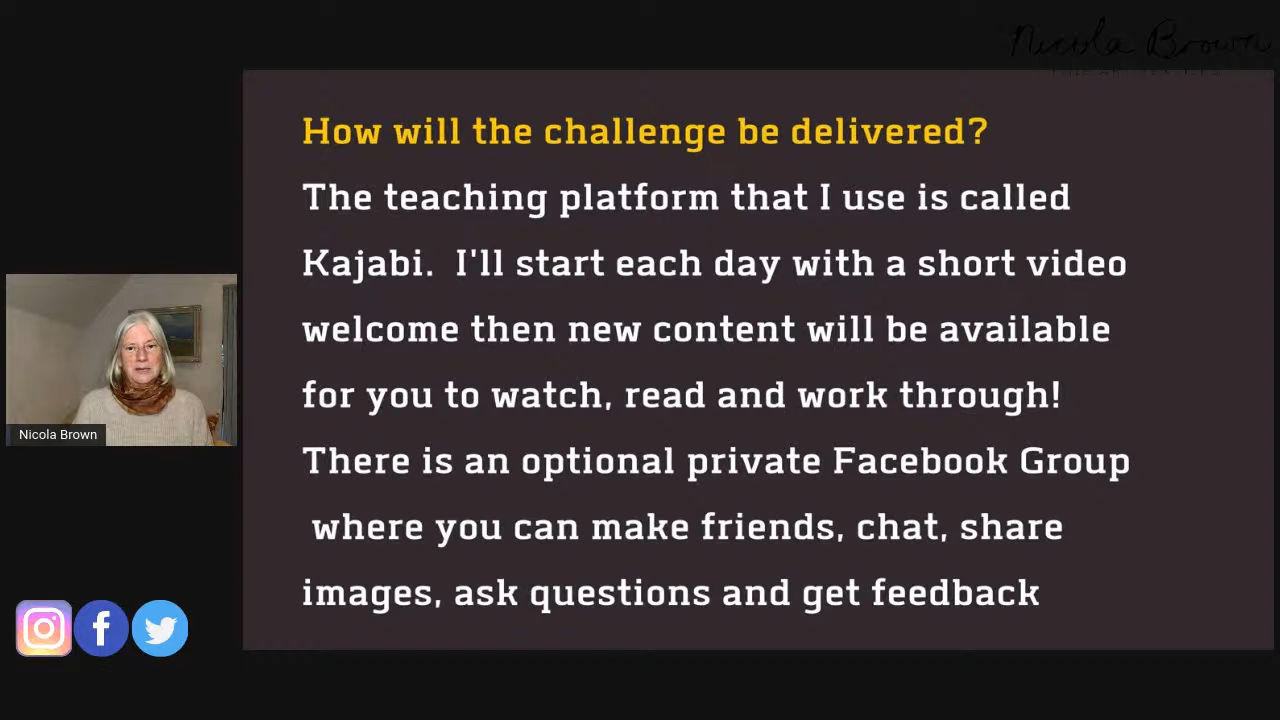 Nicola Brown
How will the challenge be delivered?
The teaching platform that I use is called
Kajabi.  I'll start each day with a short video
welcome then new content will be available
for you to watch, read and work through!
There is an optional private Facebook Group
where you can make friends, chat, share
images, ask questions and get feedback
Nicola Brown